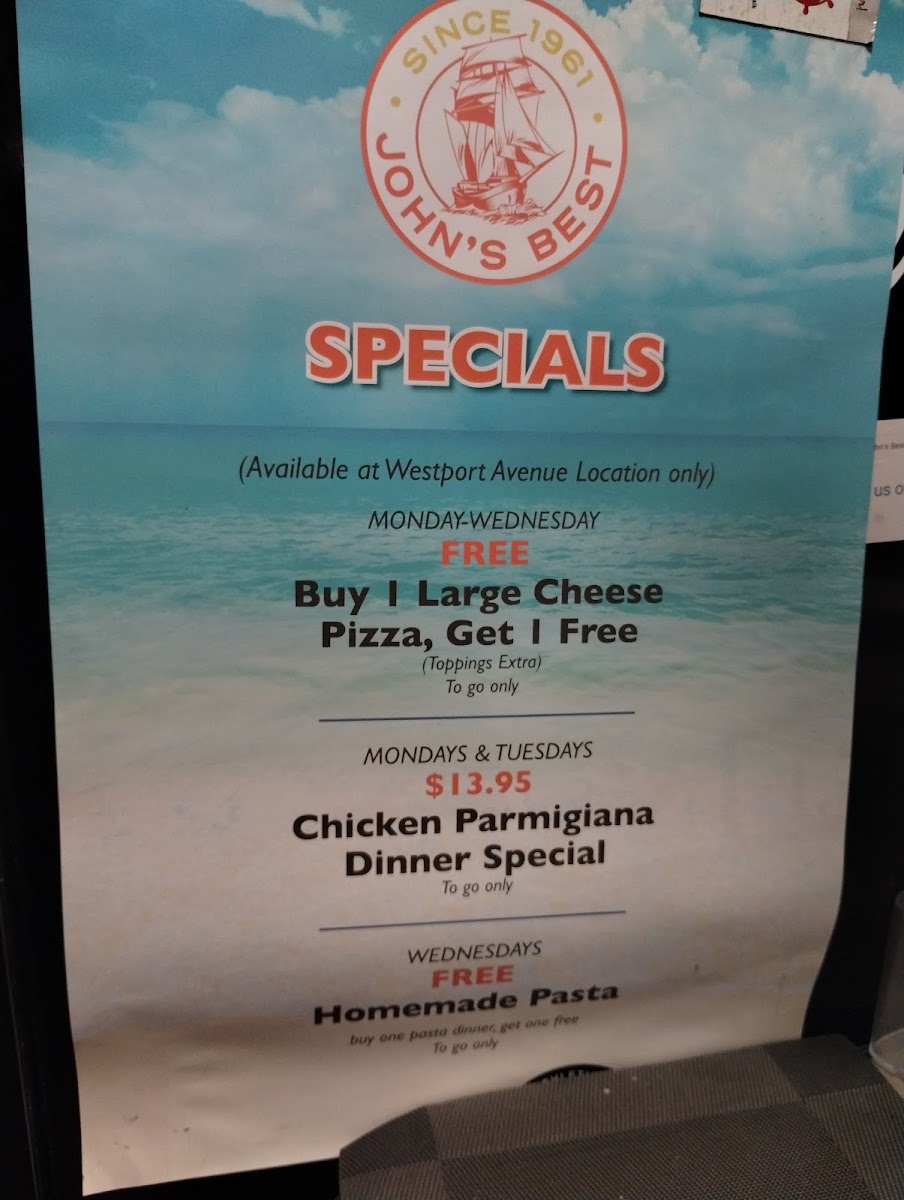 SINCE 1961
JOHN'S BEST
SPECIALS
(Available at Westport Avenue Location only)
MONDAY-WEDNESDAY
FREE
Buy 1 Large Cheese
Pizza, Get 1 Free
(Toppings Extra)
To go only
MONDAYS & TUESDAYS
$13.95
Chicken Parmigiana
Dinner Special
To go only
WEDNESDAYS
FREE
Homemade Pasta
buy one pasta dinner, get one free
To go only
us o